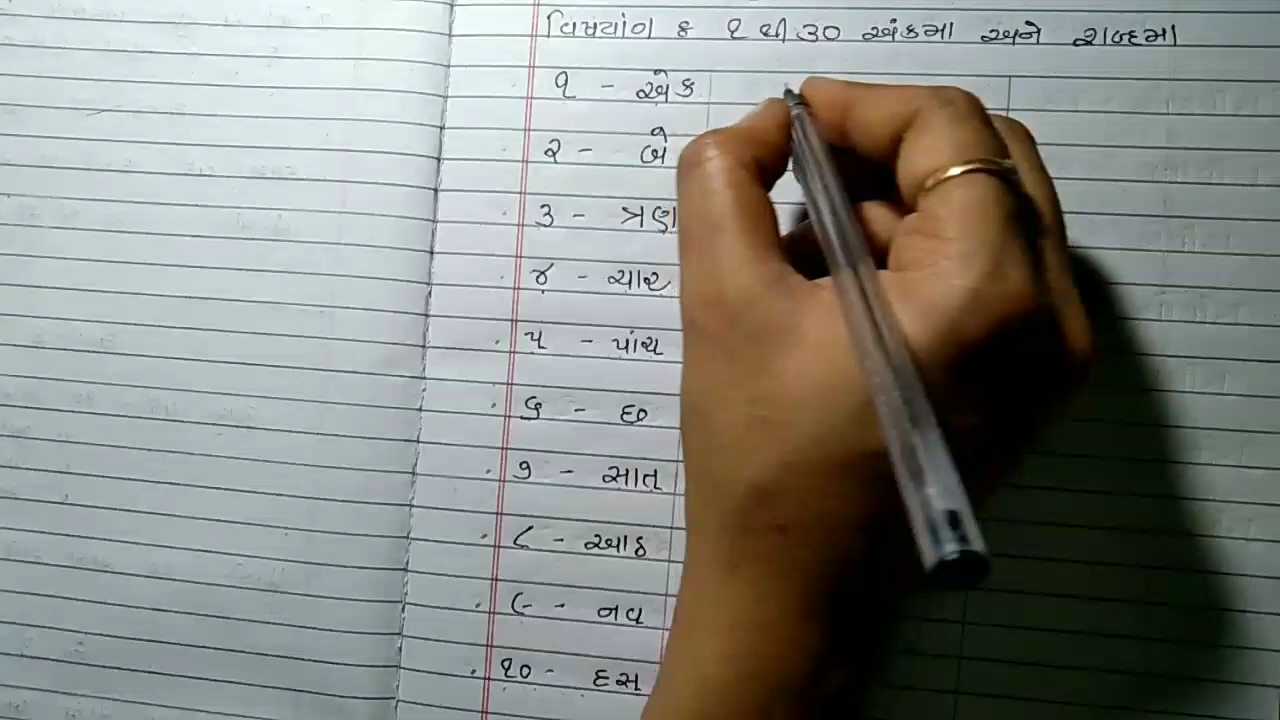 વિષયાંગ ક ૧ થી ૩૦ અંકમા અને શબ્દમા
૧ - એક
૨ - બે
૩ - ત્રણ
૪ - ચાર
૫ - પાંચ
૬ - છ
૭ - સાત
૮ - આઠ
૯ - નવ
૧૦ - દસ